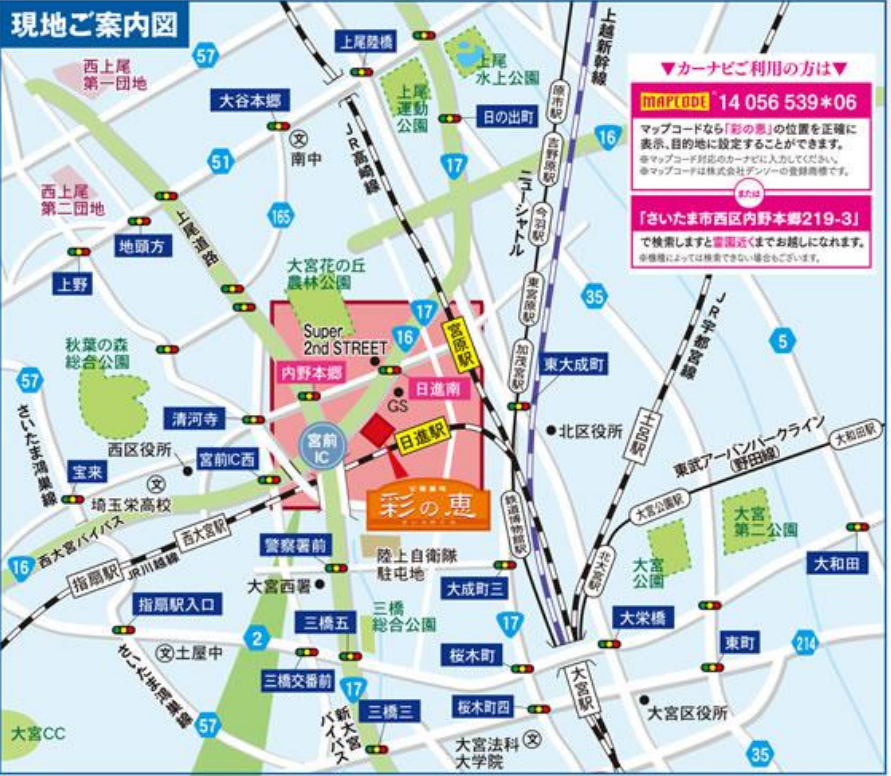 現地ご案内図
57
上尾陸橋
上尾
水上公園
上越新幹線
西上尾
第一団地
大谷本郷
上尾
運動
公園
日の出町
原市駅
▼カーナビご利用の方は▼
MAPCODE 14 056 539*06
マップコードなら「彩の恵」の位置を正確に
表示、目的地に設定することができます。
※マップコード対応のカーナビに入力してください。
※マップコードは株式会社デンソーの登録商標です。
または
「さいたま市西区内野本郷219-3」
で検索しますと霊園近くまでお越しになれます。
※機種によっては検索できない場合もございます。
文
南中
JR高崎線
51
17
16
吉野原駅
ニューシャトル
西上尾
第二団地
165
今羽駅
上尾道路
地頭方
上野
大宮花の丘
農林公園
東宮原駅
35
JR宇都宮線
17
16
宮原駅
Super
2nd STREET
加茂宮駅
5
秋葉の森
総合公園
内野本郷
日進南
GS
東大成町
57
さいたま鴻巣線
清河寺
宮前
IC
日進駅
北区役所
土呂駅
東武アーバンパークライン
(野田線)
大和田駅
西区役所
宮前IC西
宝来
文
埼玉栄高校
彩の恵
鉄道博物館駅
大宮公園駅
大宮
第二公園
16
西大宮バイパス
西大宮駅
JR川越線
指扇駅
警察署前
陸上自衛隊
駐屯地
北大宮駅
大宮
公園
大和田
大宮西署
大成町三
指扇駅入口
三橋
総合公園
三橋五
17
大栄橋
2
文土屋中
さいたま鴻巣線
桜木町
東町
214
三橋交番前
17
新大宮
バイパス
三橋三
桜木町四
大宮駅
大宮区役所
57
大宮CC
大宮法科
大学院
文
35